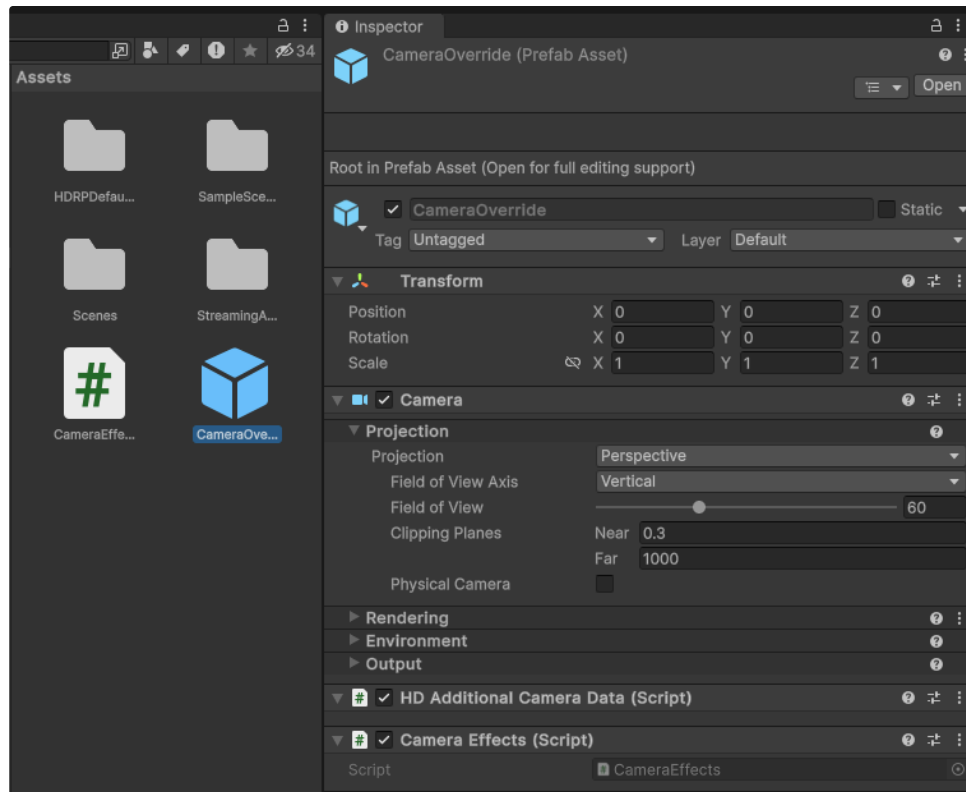 34
Assets
HDRPDefau...
SampleSce...
Scenes
StreamingA...
#
CameraEffe...
CameraOve...
Inspector
CameraOverride (Prefab Asset)
Open
Root in Prefab Asset (Open for full editing support)
CameraOverride Static
Tag Untagged Layer Default
Transform
Position X 0 Y 0 Z 0
Rotation X 0 Y 0 Z 0
Scale X 1 Y 1 Z 1
Camera
Projection
Projection Perspective
Field of View Axis Vertical
Field of View 60
Clipping Planes Near 0.3
Far 1000
Physical Camera
Rendering
Environment
Output
# HD Additional Camera Data (Script)
# Camera Effects (Script)
Script CameraEffects